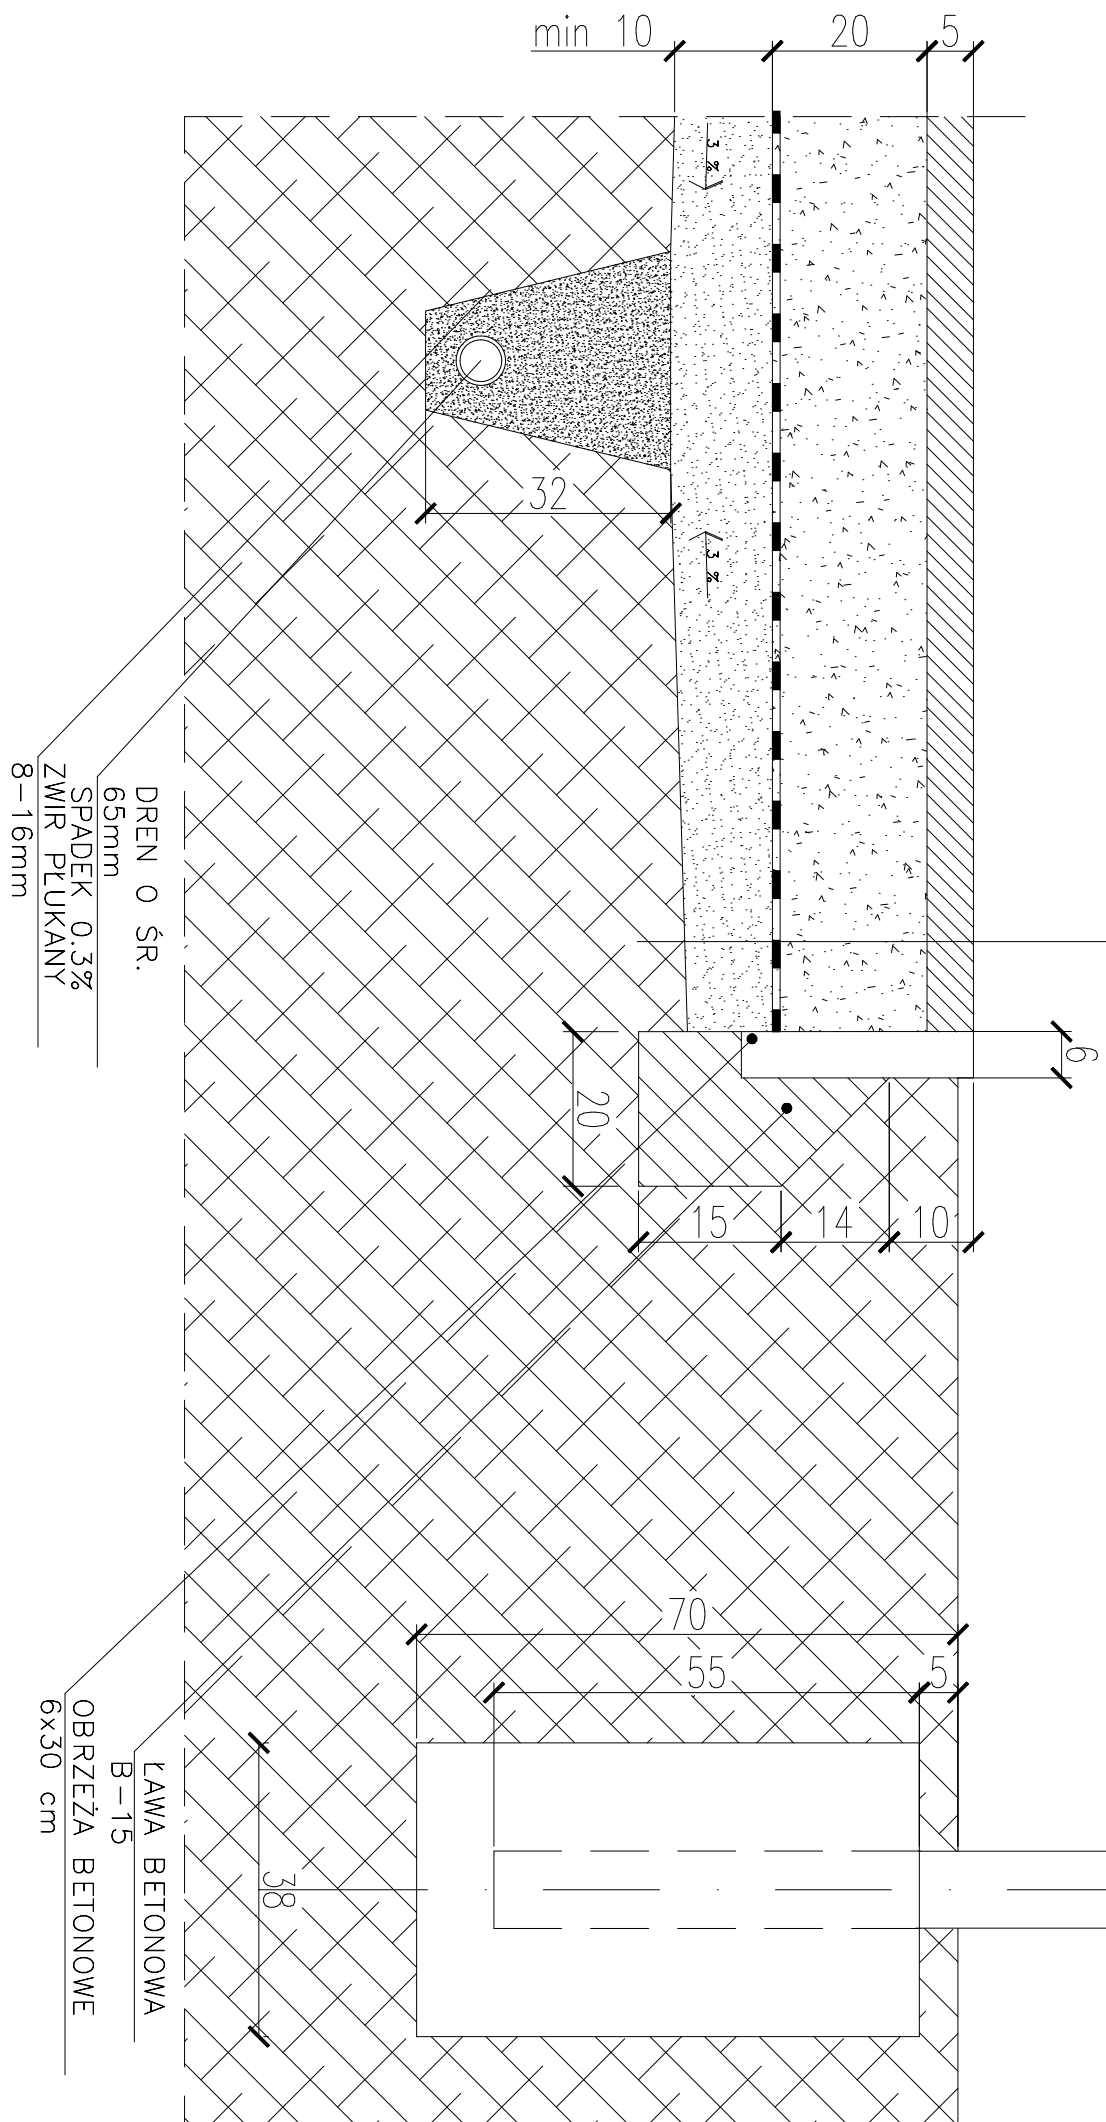 min 10
20
5
3 %
3 %
32
6
20
15
14
10
70
55
5
38
DREN O ŚR.
65mm
SPADEK 0.3%
ZWIR PŁUKANY
8-16mm
ŁAWA BETONOWA
B-15
OBRZEŻA BETONOWE
6x30 cm